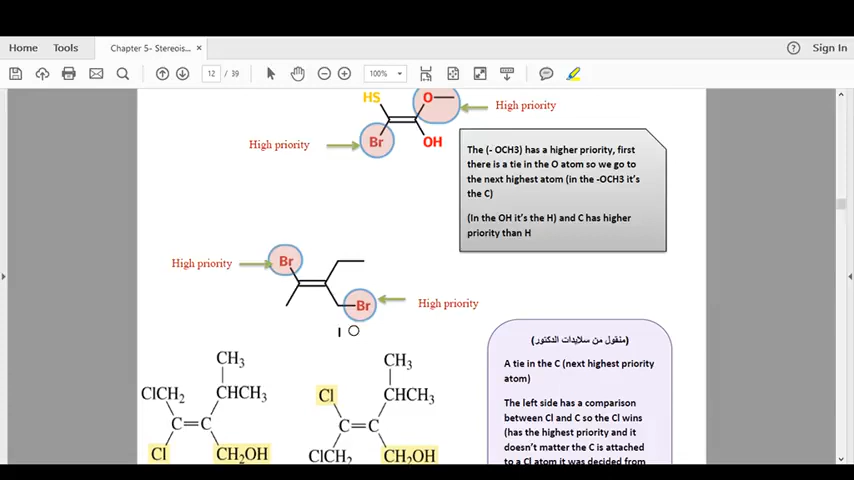 Home Tools Chapter 5- Stereois... × Sign In
12 / 39 100%
HS O
High priority
High priority Br OH
The (- OCH3) has a higher priority, first
there is a tie in the O atom so we go to
the next highest atom (in the -OCH3 it's
the C)
(In the OH it's the H) and C has higher
priority than H
High priority Br
Br High priority
(منقول من سلايدات الدكتور)
A tie in the C (next highest priority
atom)
The left side has a comparison
between Cl and C so the Cl wins
(has the highest priority and it
doesn't matter the C is attached
to a Cl atom it was decided from
CH3
ClCH2 CHCH3
C=C
Cl CH2OH
CH3
Cl CHCH3
C=C
ClCH2 CH2OH